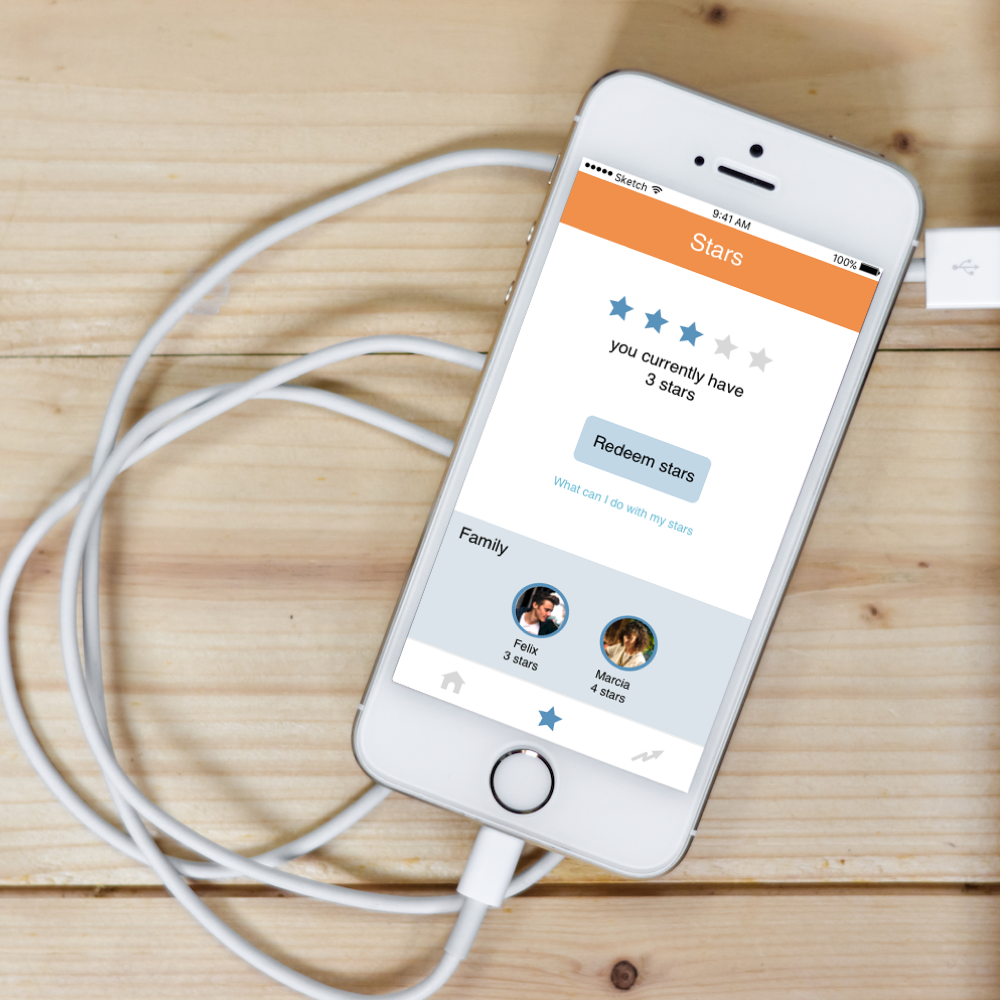 Sketch
9:41 AM
100%
Stars
you currently have
3 stars
Redeem stars
What can I do with my stars
Family
Felix
3 stars
Marcia
4 stars